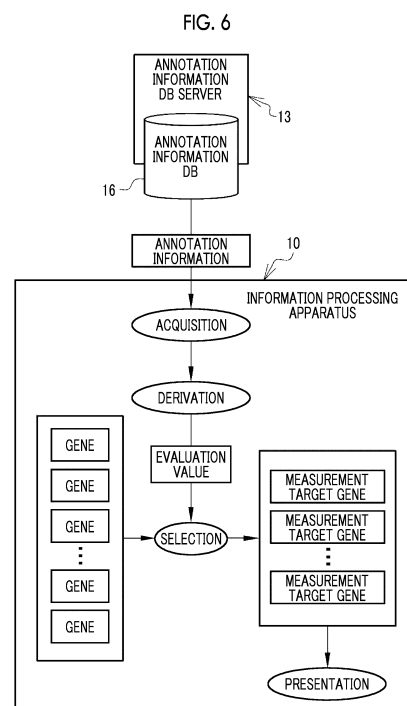 FIG. 6
ANNOTATION
INFORMATION
DB SERVER
13
ANNOTATION
INFORMATION
DB
16
ANNOTATION
INFORMATION
10
INFORMATION PROCESSING
APPARATUS
ACQUISITION
DERIVATION
EVALUATION
VALUE
GENE
GENE
GENE
GENE
GENE
SELECTION
MEASUREMENT
TARGET GENE
MEASUREMENT
TARGET GENE
MEASUREMENT
TARGET GENE
PRESENTATION